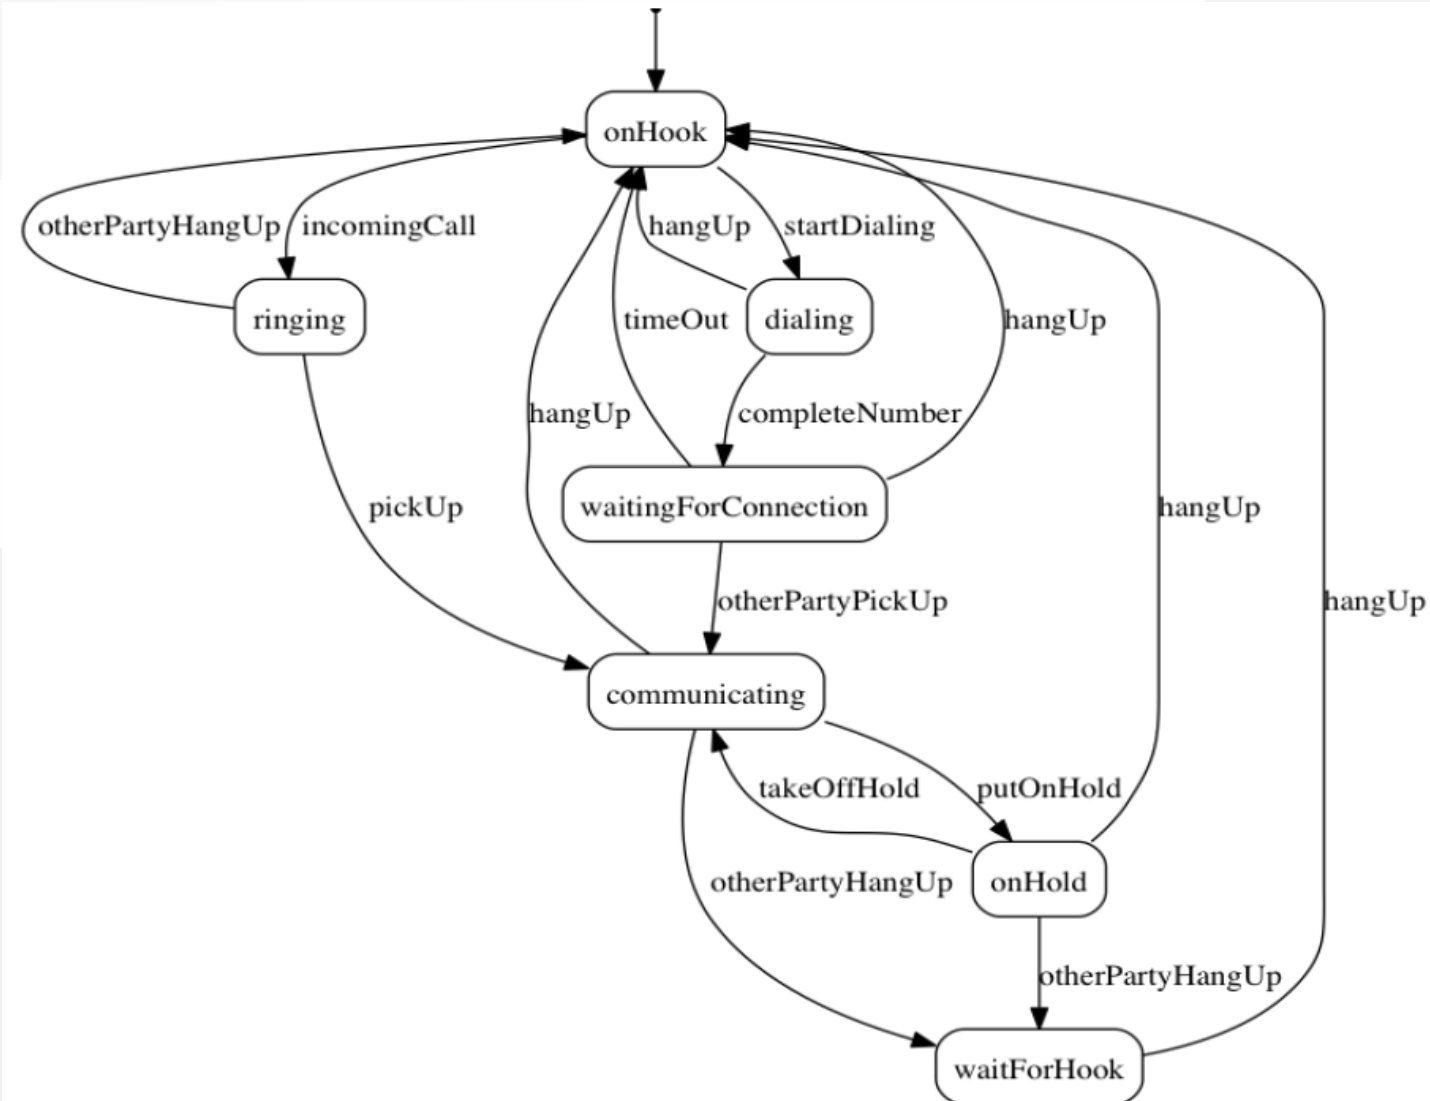 onHook
otherPartyHangUp
incomingCall
hangUp
startDialing
ringing
timeOut
dialing
hangUp
hangUp
completeNumber
pickUp
waitingForConnection
hangUp
otherPartyPickUp
hangUp
communicating
takeOffHold
putOnHold
otherPartyHangUp
onHold
otherPartyHangUp
waitForHook